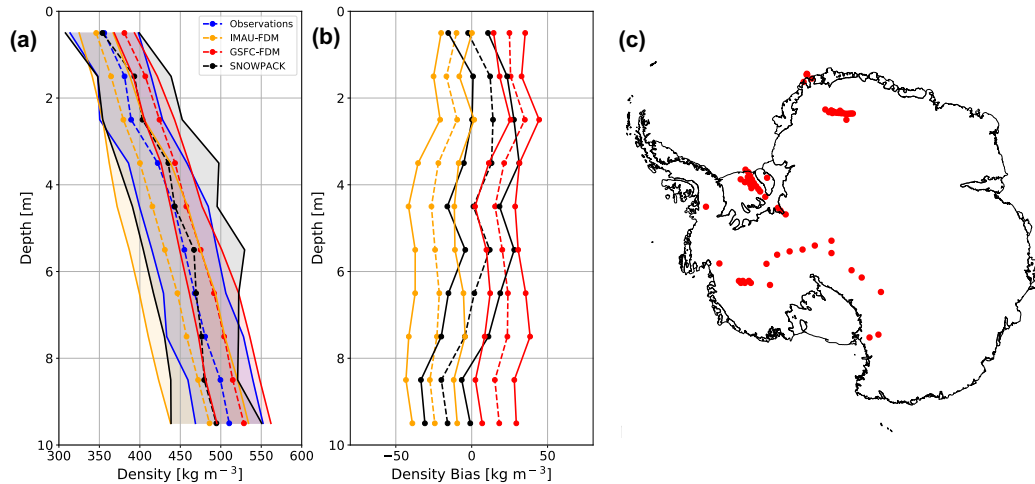 (a)
0
2
4
6
8
10
Depth [m]
300 350 400 450 500 550 600
Density [kg m⁻³]
Observations
IMAU-FDM
GSFC-FDM
SNOWPACK
(b)
0
2
4
6
8
10
Depth [m]
−50 0 50
Density Bias [kg m⁻³]
(c)